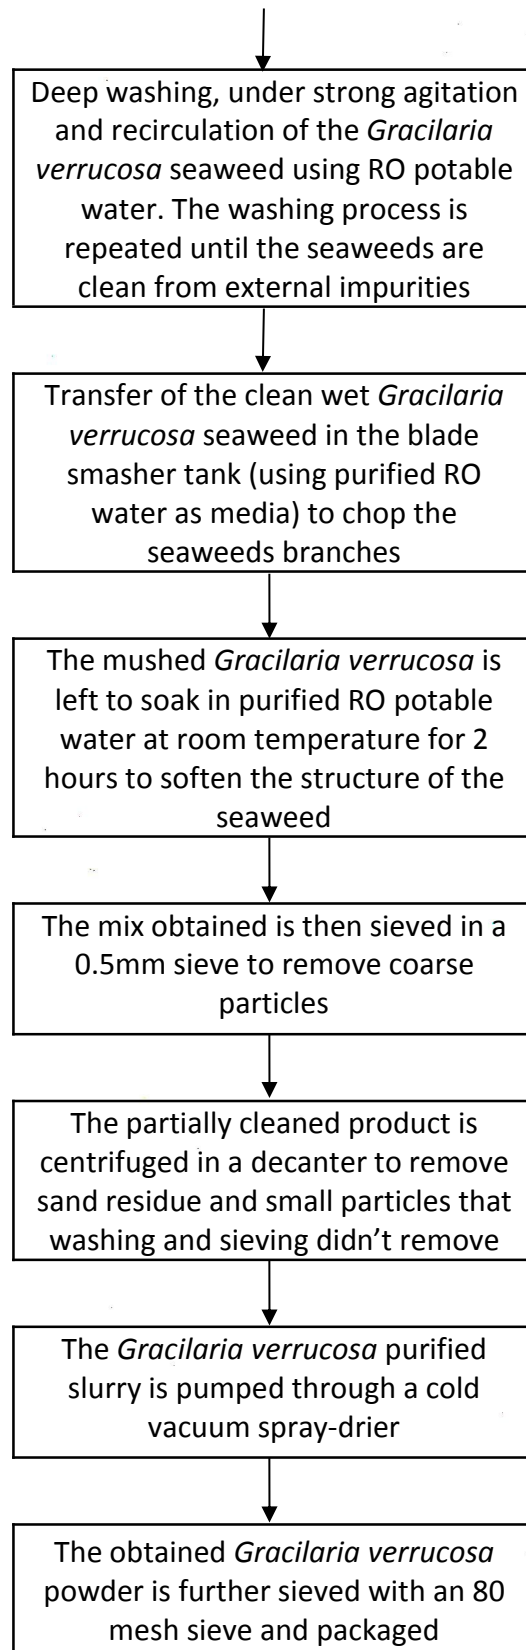 Deep washing, under strong agitation
and recirculation of the Gracilaria
verrucosa seaweed using RO potable
water. The washing process is
repeated until the seaweeds are
clean from external impurities
Transfer of the clean wet Gracilaria
verrucosa seaweed in the blade
smasher tank (using purified RO
water as media) to chop the
seaweeds branches
The mushed Gracilaria verrucosa is
left to soak in purified RO potable
water at room temperature for 2
hours to soften the structure of the
seaweed
The mix obtained is then sieved in a
0.5mm sieve to remove coarse
particles
The partially cleaned product is
centrifuged in a decanter to remove
sand residue and small particles that
washing and sieving didn’t remove
The Gracilaria verrucosa purified
slurry is pumped through a cold
vacuum spray-drier
The obtained Gracilaria verrucosa
powder is further sieved with an 80
mesh sieve and packaged